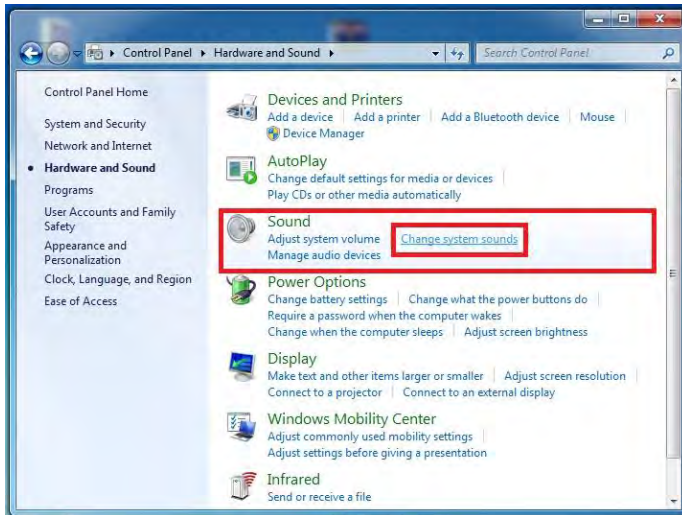 Control Panel Hardware and Sound
Search Control Panel
Control Panel Home
System and Security
Network and Internet
Hardware and Sound
Programs
User Accounts and Family
Safety
Appearance and
Personalization
Clock, Language, and Region
Ease of Access
Devices and Printers
Add a device Add a printer Add a Bluetooth device Mouse
Device Manager
AutoPlay
Change default settings for media or devices
Play CDs or other media automatically
Sound
Adjust system volume Change system sounds
Manage audio devices
Power Options
Change battery settings Change what the power buttons do
Require a password when the computer wakes
Change when the computer sleeps Adjust screen brightness
Display
Make text and other items larger or smaller Adjust screen resolution
Connect to a projector Connect to an external display
Windows Mobility Center
Adjust commonly used mobility settings
Adjust settings before giving a presentation
Infrared
Send or receive a file